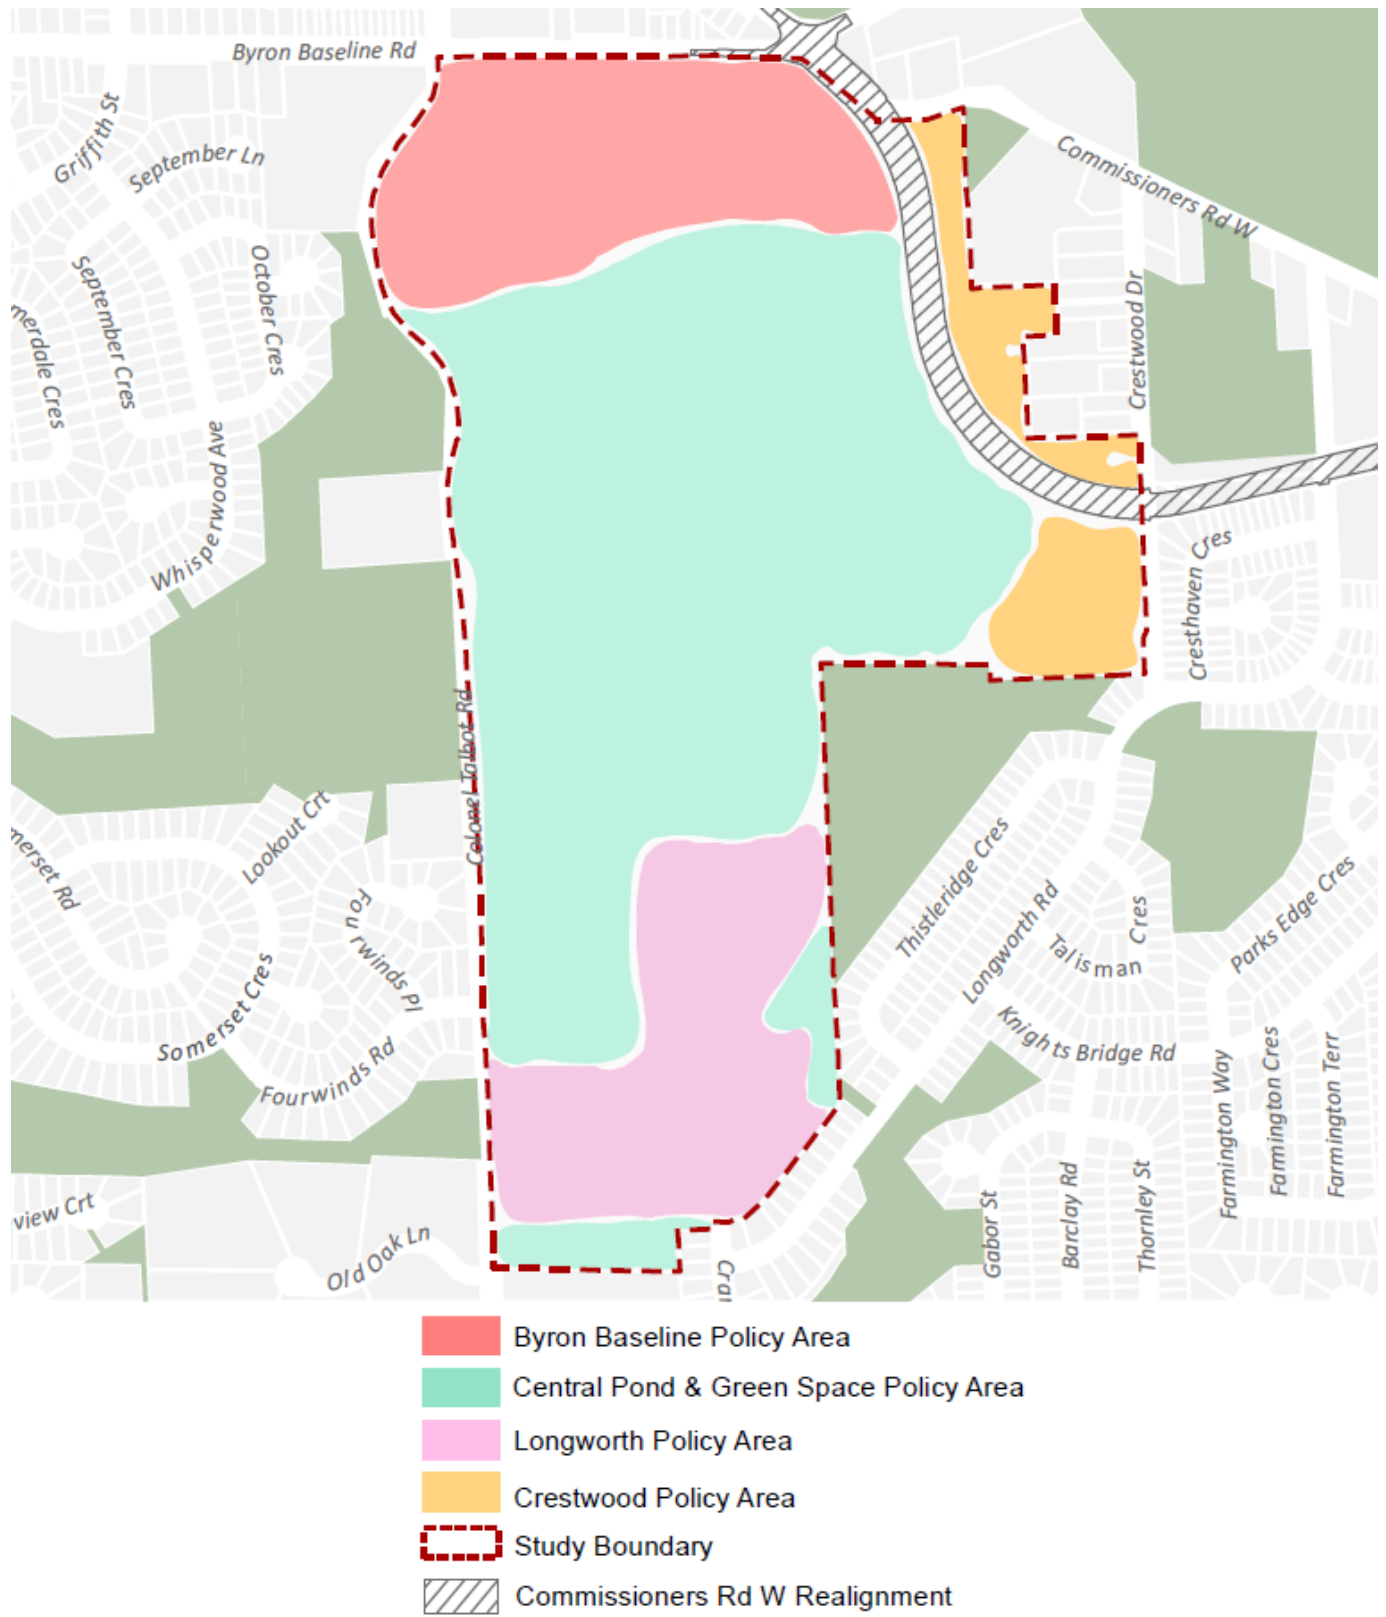 Byron Baseline Rd
Griffith St
September Ln
Commissioners Rd W
September Cres
October Cres
merdale Cres
Crestwood Dr
Whisperwood Ave
Cresthaven Cres
Colonel Talbot Rd
Lookout Crt
merset Rd
Fourwinds Pl
Somerset Cres
Fourwinds Rd
Thistleridge Cres
Longworth Rd
Talisman Cres
Parks Edge Cres
Knights Bridge Rd
Farmington Way
Farmington Cres
Farmington Terr
Gabor St
Barclay Rd
Thornley St
view Crt
Old Oak Ln
Cra
Byron Baseline Policy Area
Central Pond & Green Space Policy Area
Longworth Policy Area
Crestwood Policy Area
Study Boundary
Commissioners Rd W Realignment